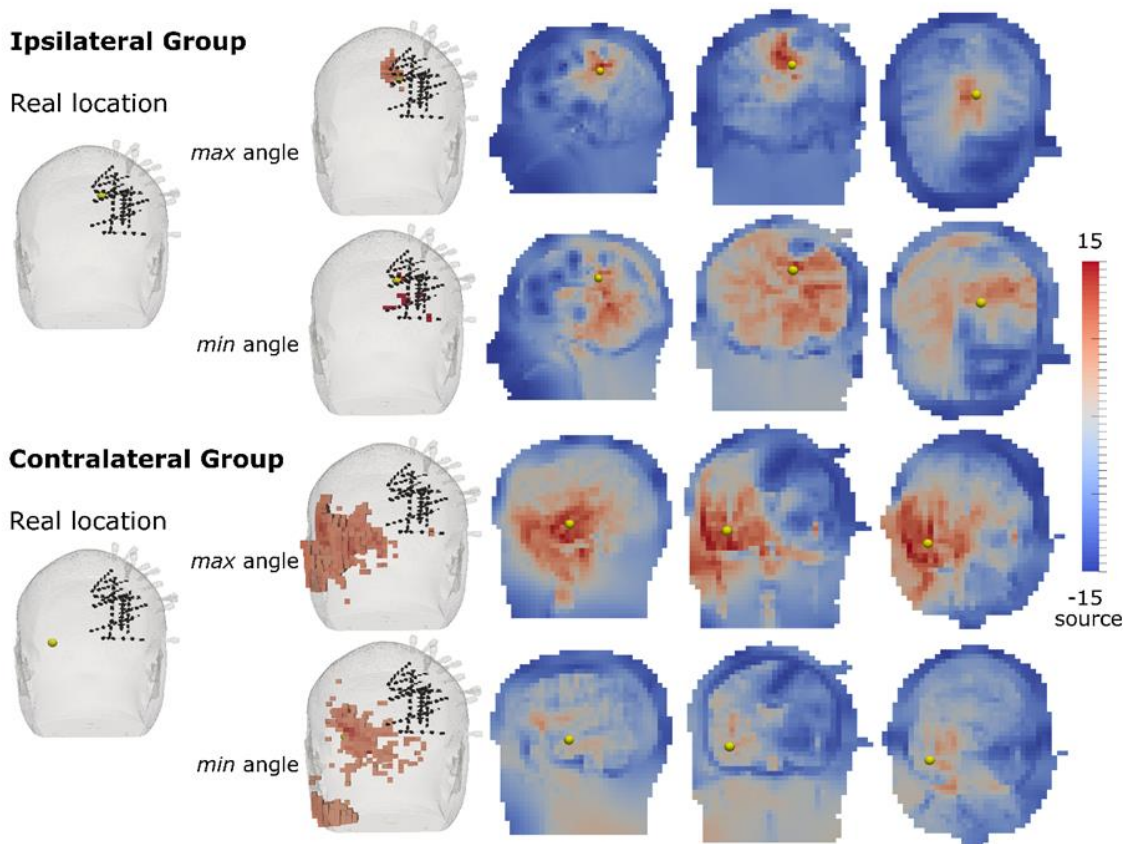 Ipsilateral Group
Real location
max angle
min angle
15
Contralateral Group
Real location
max angle
-15
source
min angle